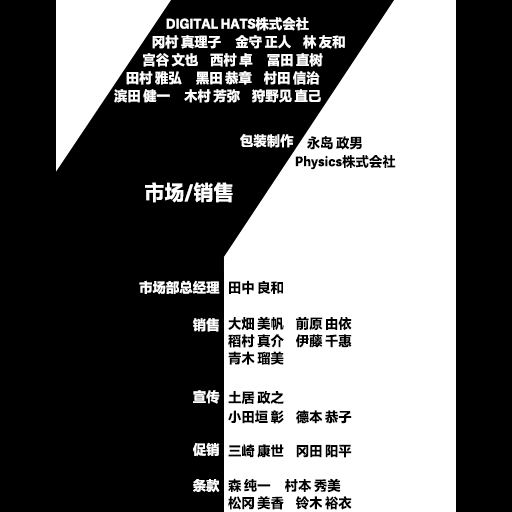 DIGITAL HATS株式会社
冈村 真理子 金守 正人 林 友和
宫谷 文也 西村 卓 冨田 直树
田村 雅弘 黑田 恭章 村田 信治
滨田 健一 木村 芳弥 狩野见 直己
包装制作 永岛 政男
Physics株式会社
市场/销售
市场部总经理 田中 良和
销售 大畑 美帆 前原 由依
稻村 真介 伊藤 千惠
青木 瑠美
宣传 土居 政之
小田垣 彰 德本 恭子
促销 三崎 康世 冈田 阳平
条款 森 纯一 村本 秀美
松冈 美香 铃木 裕衣